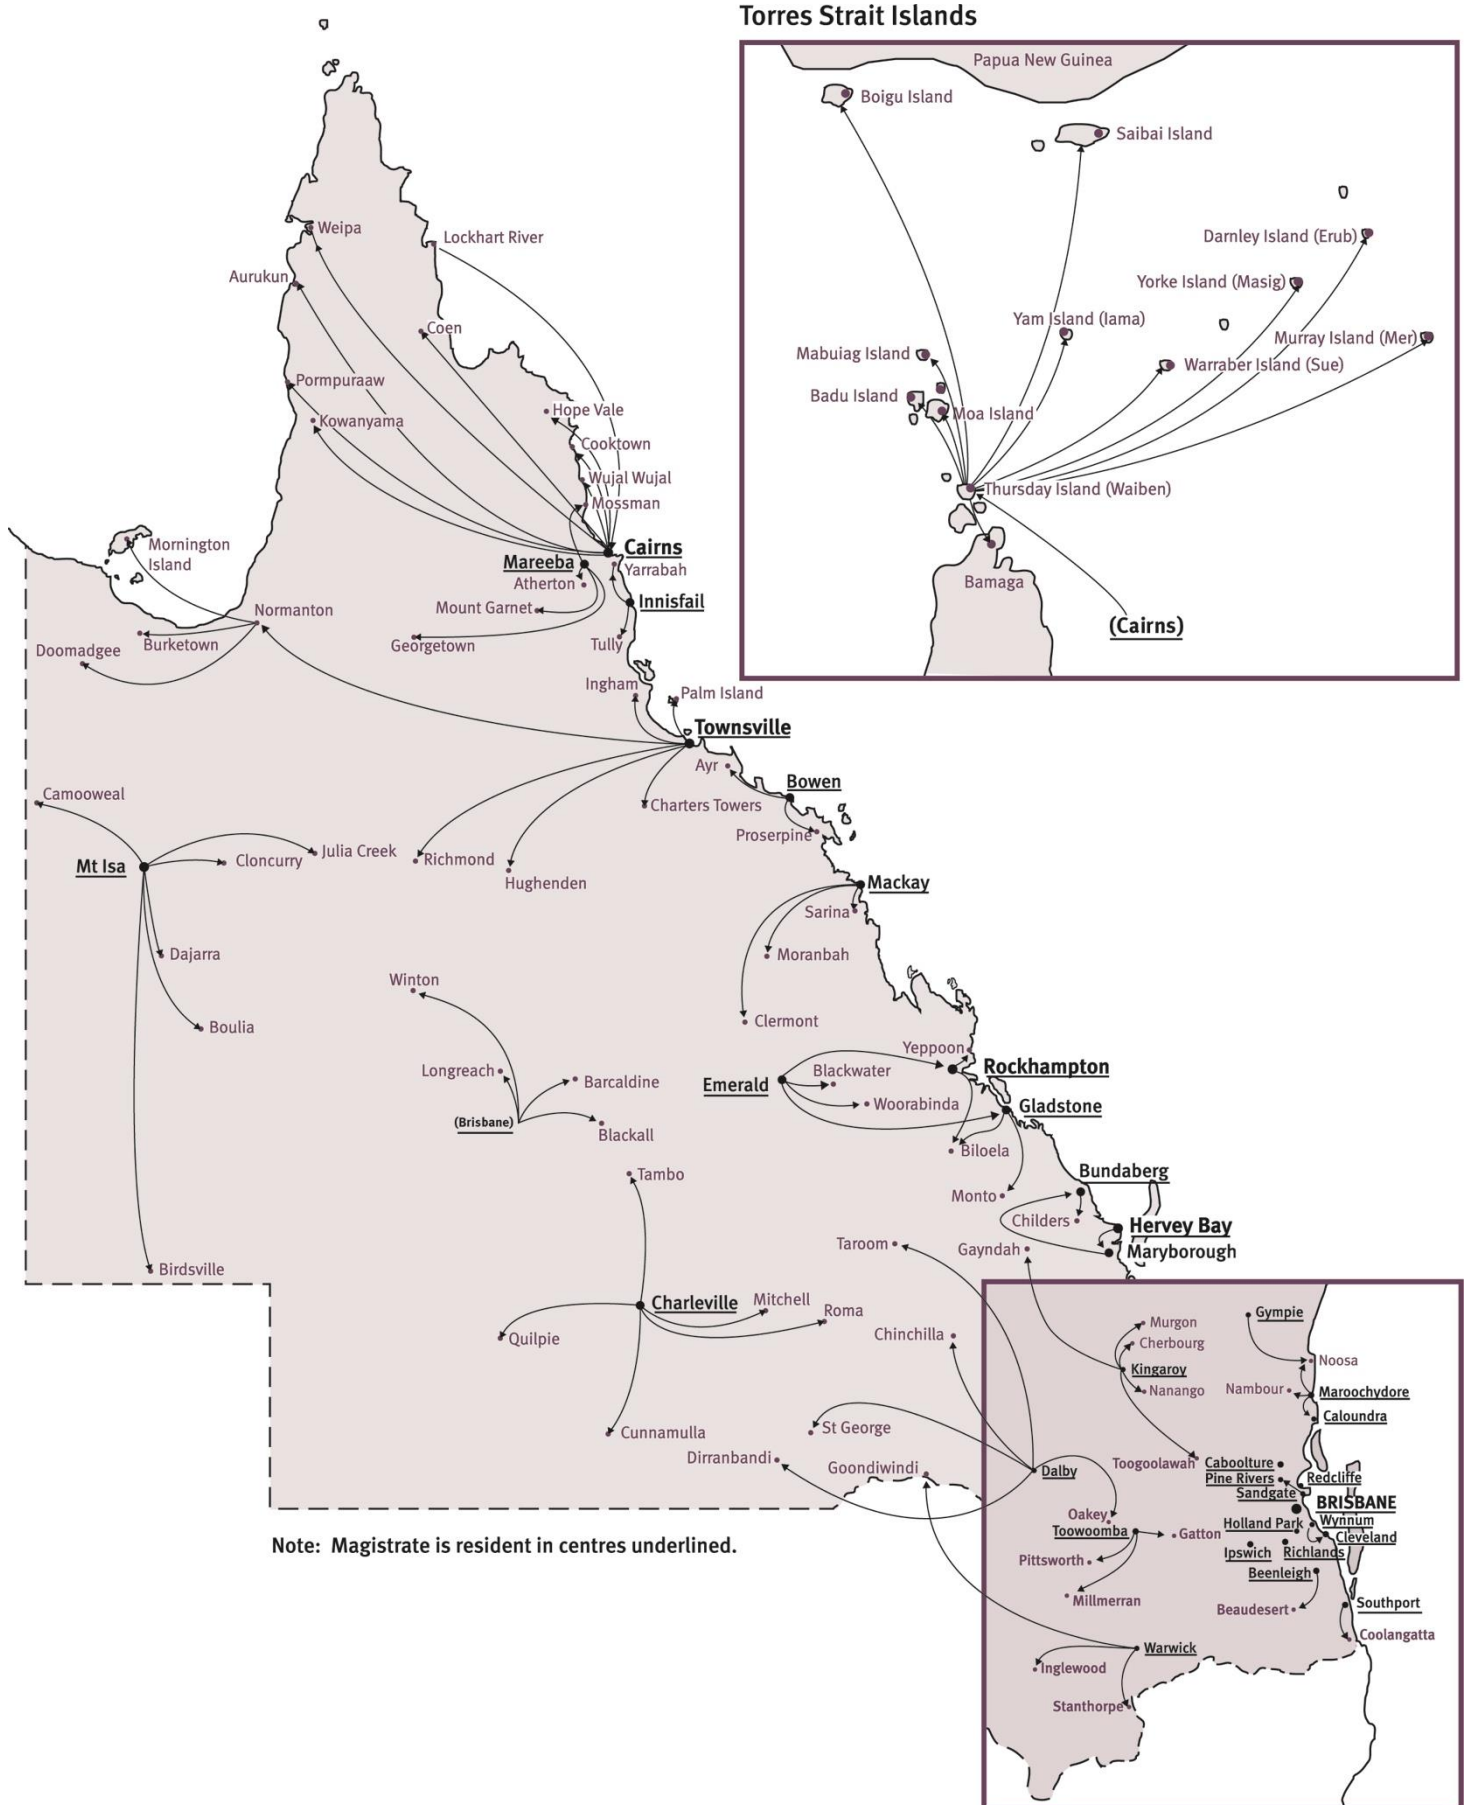 Torres Strait Islands
Papua New Guinea
Boigu Island
Saibai Island
Darnley Island (Erub)
Yorke Island (Masig)
Yam Island (Iama)
Murray Island (Mer)
Mabuiag Island
Warraber Island (Sue)
Badu Island
Moa Island
Thursday Island (Waiben)
Bamaga
(Cairns)
Weipa
Lockhart River
Aurukun
Coen
Pormpuraaw
Hope Vale
Kowanyama
Cooktown
Wujal Wujal
Mossman
Mornington
Island
Cairns
Mareeba
Yarrabah
Atherton
Mount Garnet
Innisfail
Normanton
Burketown
Doomadgee
Georgetown
Tully
Ingham
Palm Island
Townsville
Ayr
Bowen
Camooweal
Charters Towers
Proserpine
Mt Isa
Cloncurry
Julia Creek
Richmond
Hughenden
Mackay
Sarina
Dajarra
Moranbah
Winton
Boulia
Clermont
Yeppoon
Longreach
Barcaldine
Emerald
Blackwater
Rockhampton
Woorabinda
Gladstone
(Brisbane)
Blackall
Biloela
Tambo
Bundaberg
Monto
Childers
Hervey Bay
Taroom
Gayndah
Maryborough
Birdsville
Charleville
Mitchell
Roma
Quilpie
Chinchilla
Murgon
Gympie
Cherbourg
Noosa
Kingaroy
Nanango
Nambour
Maroochydore
Caloundra
Cunnamulla
St George
Dirranbandi
Goondiwindi
Toogoolawah
Caboolture
Dalby
Pine Rivers
Redcliffe
Sandgate
BRISBANE
Oakey
Holland Park
Wynnum
Toowoomba
Gatton
Cleveland
Ipswich
Richlands
Pittsworth
Beenleigh
Millmerran
Beaudesert
Southport
Coolangatta
Warwick
Inglewood
Stanthorpe
Note: Magistrate is resident in centres underlined.